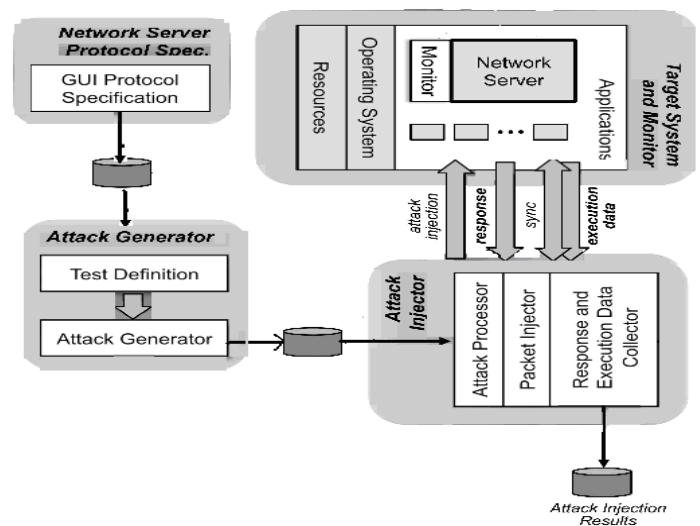 Network Server
Protocol Spec.
GUI Protocol
Specification
Attack Generator
Test Definition
Attack Generator
Resources
Operating System
Monitor
Network
Server
Applications
Target System
and Monitor
attack
injection
response
sync
execution
data
Attack
Injector
Attack Processor
Packet Injector
Response and
Execution Data
Collector
Attack Injection
Results